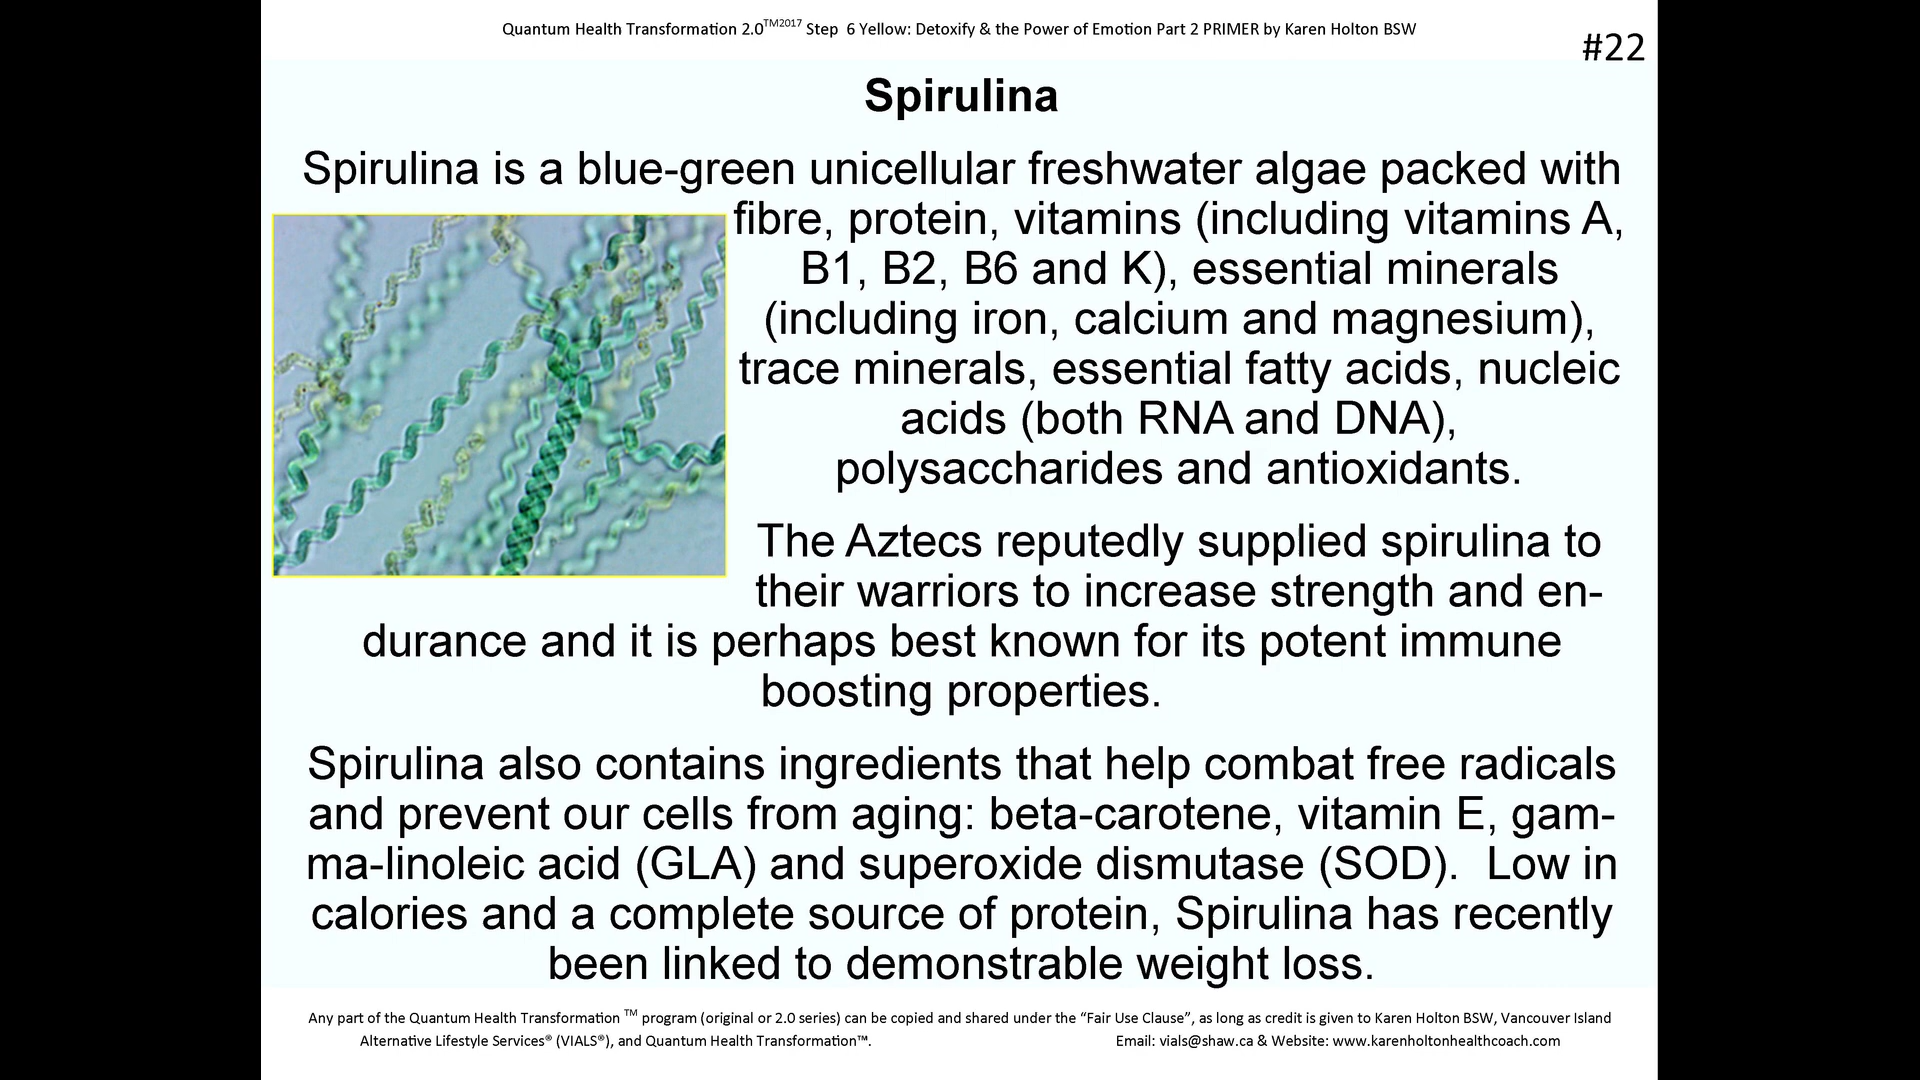 Quantum Health Transformation 2.0TM2017 Step  6 Yellow: Detoxify & the Power of Emotion Part 2 PRIMER by Karen Holton BSW
#22
Spirulina
Spirulina is a blue-green unicellular freshwater algae packed with
fibre, protein, vitamins (including vitamins A,
B1, B2, B6 and K), essential minerals
(including iron, calcium and magnesium),
trace minerals, essential fatty acids, nucleic
acids (both RNA and DNA),
polysaccharides and antioxidants.
The Aztecs reputedly supplied spirulina to
their warriors to increase strength and en-
durance and it is perhaps best known for its potent immune
boosting properties.
Spirulina also contains ingredients that help combat free radicals
and prevent our cells from aging: beta-carotene, vitamin E, gam-
ma-linoleic acid (GLA) and superoxide dismutase (SOD).  Low in
calories and a complete source of protein, Spirulina has recently
been linked to demonstrable weight loss.
Any part of the Quantum Health Transformation TM program (original or 2.0 series) can be copied and shared under the “Fair Use Clause”, as long as credit is given to Karen Holton BSW, Vancouver Island
Alternative Lifestyle Services® (VIALS®), and Quantum Health Transformation™. Email: vials@shaw.ca & Website: www.karenholtonhealthcoach.com